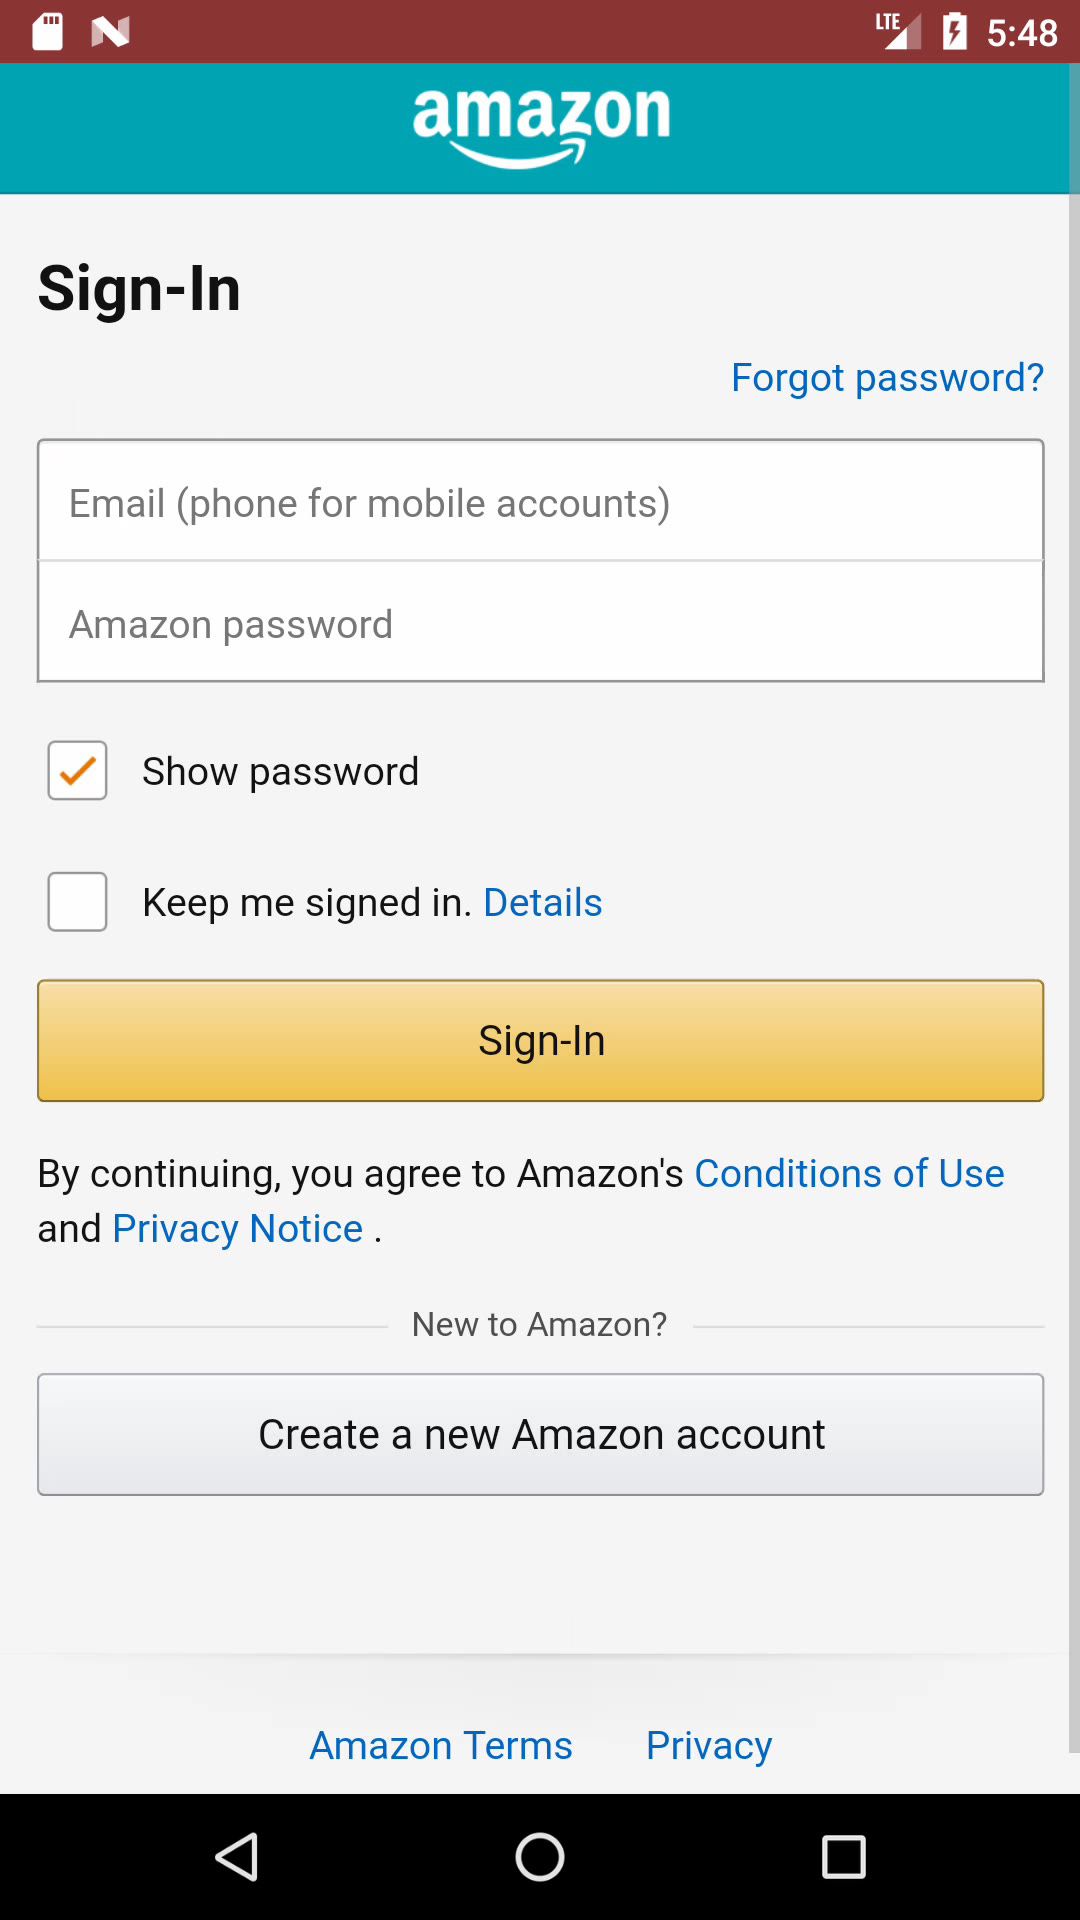 LTE 5:48
amazon
Sign-In
Forgot password?
Email (phone for mobile accounts)
Amazon password
Show password
Keep me signed in. Details
Sign-In
By continuing, you agree to Amazon's Conditions of Use
and Privacy Notice .
New to Amazon?
Create a new Amazon account
Amazon Terms Privacy